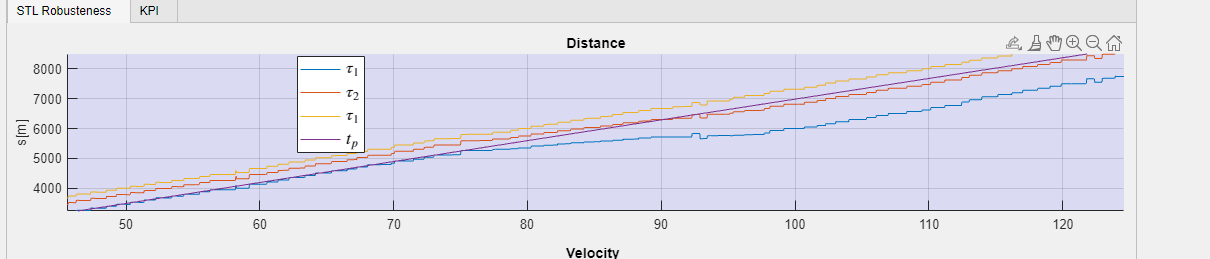 STL Robusteness KPI
Distance
8000
7000
6000
5000
4000
s[m]
τ1
τ2
τ1
tp
50 60 70 80 90 100 110 120
Velocity